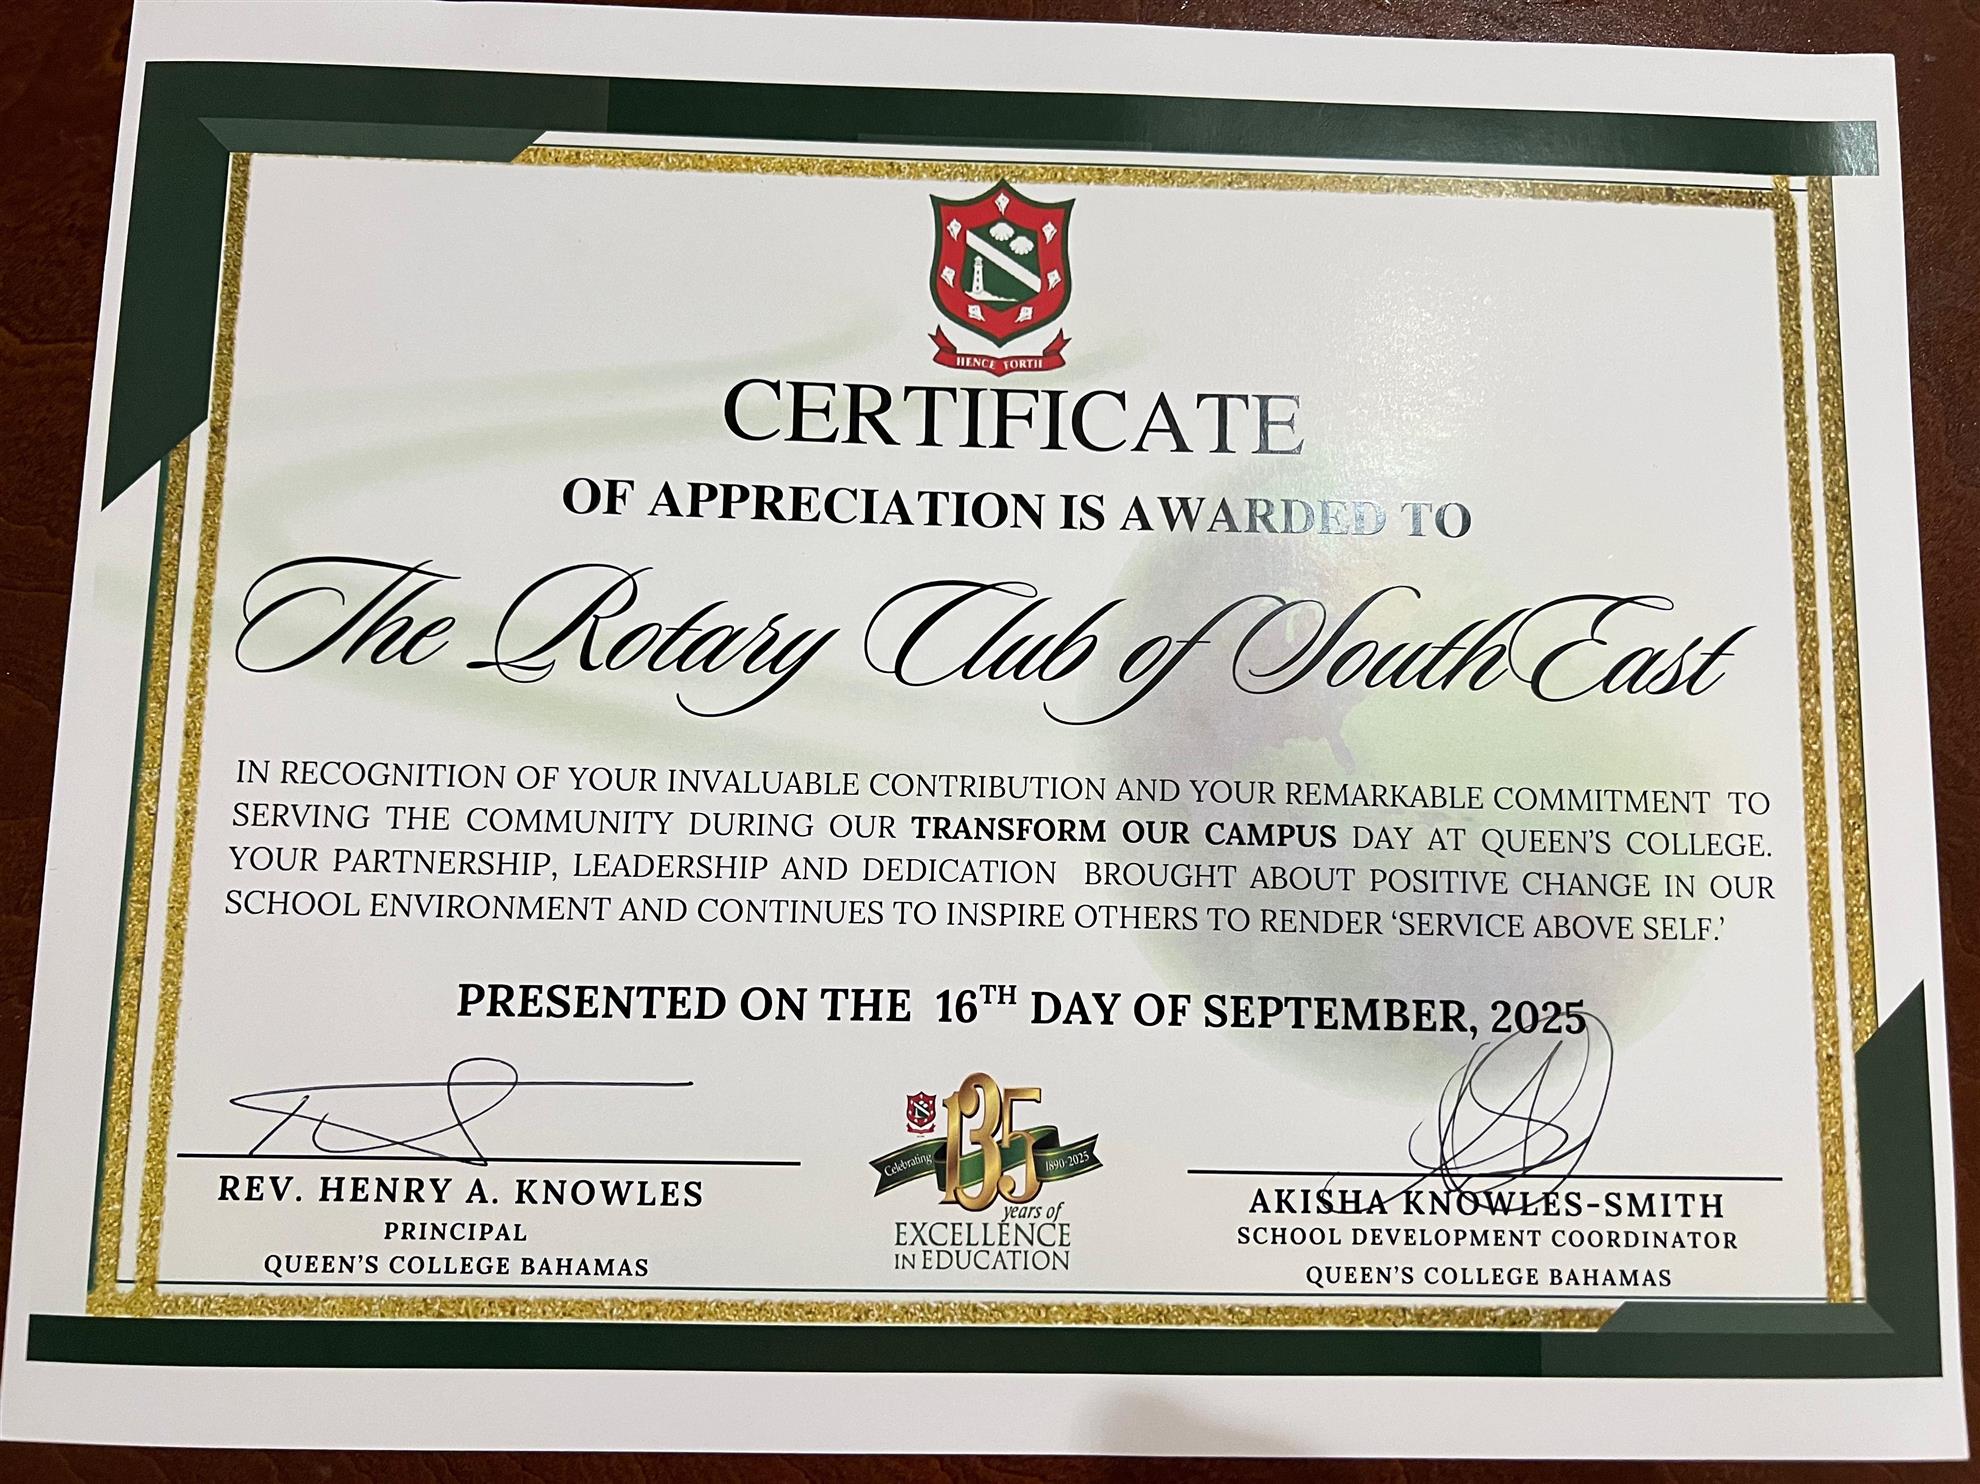 HENCE FORTH
CERTIFICATE
OF APPRECIATION IS AWARDED TO
The Rotary Club of SouthEast
IN RECOGNITION OF YOUR INVALUABLE CONTRIBUTION AND YOUR REMARKABLE COMMITMENT TO
SERVING THE COMMUNITY DURING OUR TRANSFORM OUR CAMPUS DAY AT QUEEN'S COLLEGE.
YOUR PARTNERSHIP, LEADERSHIP AND DEDICATION BROUGHT ABOUT POSITIVE CHANGE IN OUR
SCHOOL ENVIRONMENT AND CONTINUES TO INSPIRE OTHERS TO RENDER ‘SERVICE ABOVE SELF.’
PRESENTED ON THE 16TH DAY OF SEPTEMBER, 2025
REV. HENRY A. KNOWLES
PRINCIPAL
QUEEN'S COLLEGE BAHAMAS
135
Celebrating
1890-2025
years of
EXCELLENCE
IN EDUCATION
AKISHA KNOWLES-SMITH
SCHOOL DEVELOPMENT COORDINATOR
QUEEN'S COLLEGE BAHAMAS